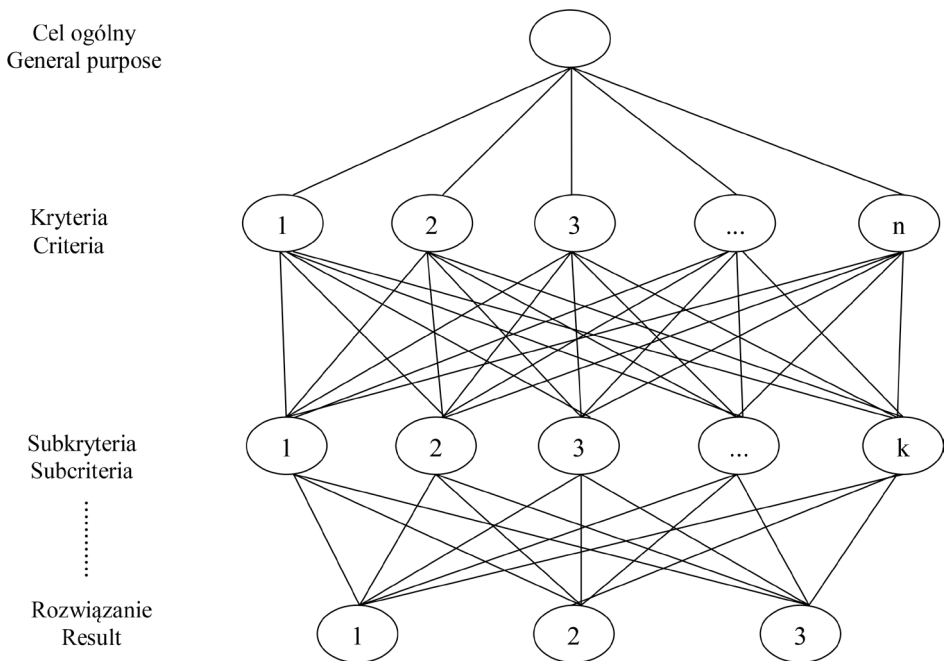 Cel ogólny
General purpose
Kryteria
Criteria
1 2 3 ... n
Subkryteria
Subcriteria
1 2 3 ... k
Rozwiązanie
Result
1 2 3